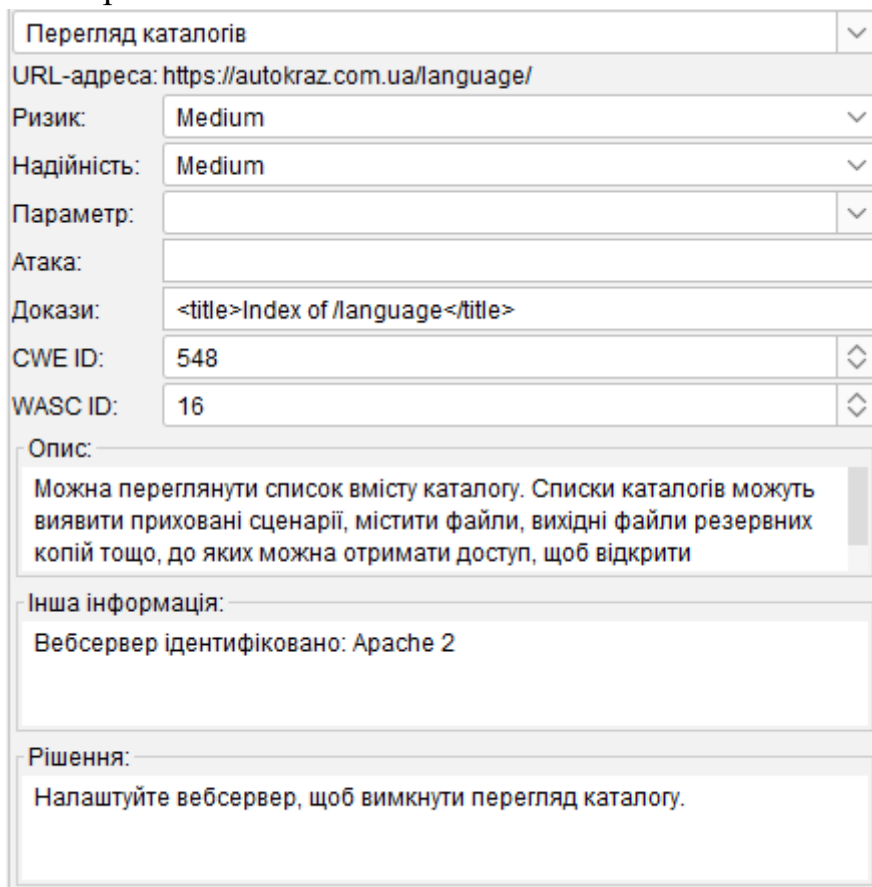 Перегляд каталогів
URL-адреса: https://autokraz.com.ua/language/
Ризик: Medium
Надійність: Medium
Параметр:
Атака:
Докази: <title>Index of /language</title>
CWE ID: 548
WASC ID: 16
Опис:
Можна переглянути список вмісту каталогу. Списки каталогів можуть
виявити приховані сценарії, містити файли, вихідні файли резервних
копій тощо, до яких можна отримати доступ, щоб відкрити
Інша інформація:
Вебсервер ідентифіковано: Apache 2
Рішення:
Налаштуйте вебсервер, щоб вимкнути перегляд каталогу.